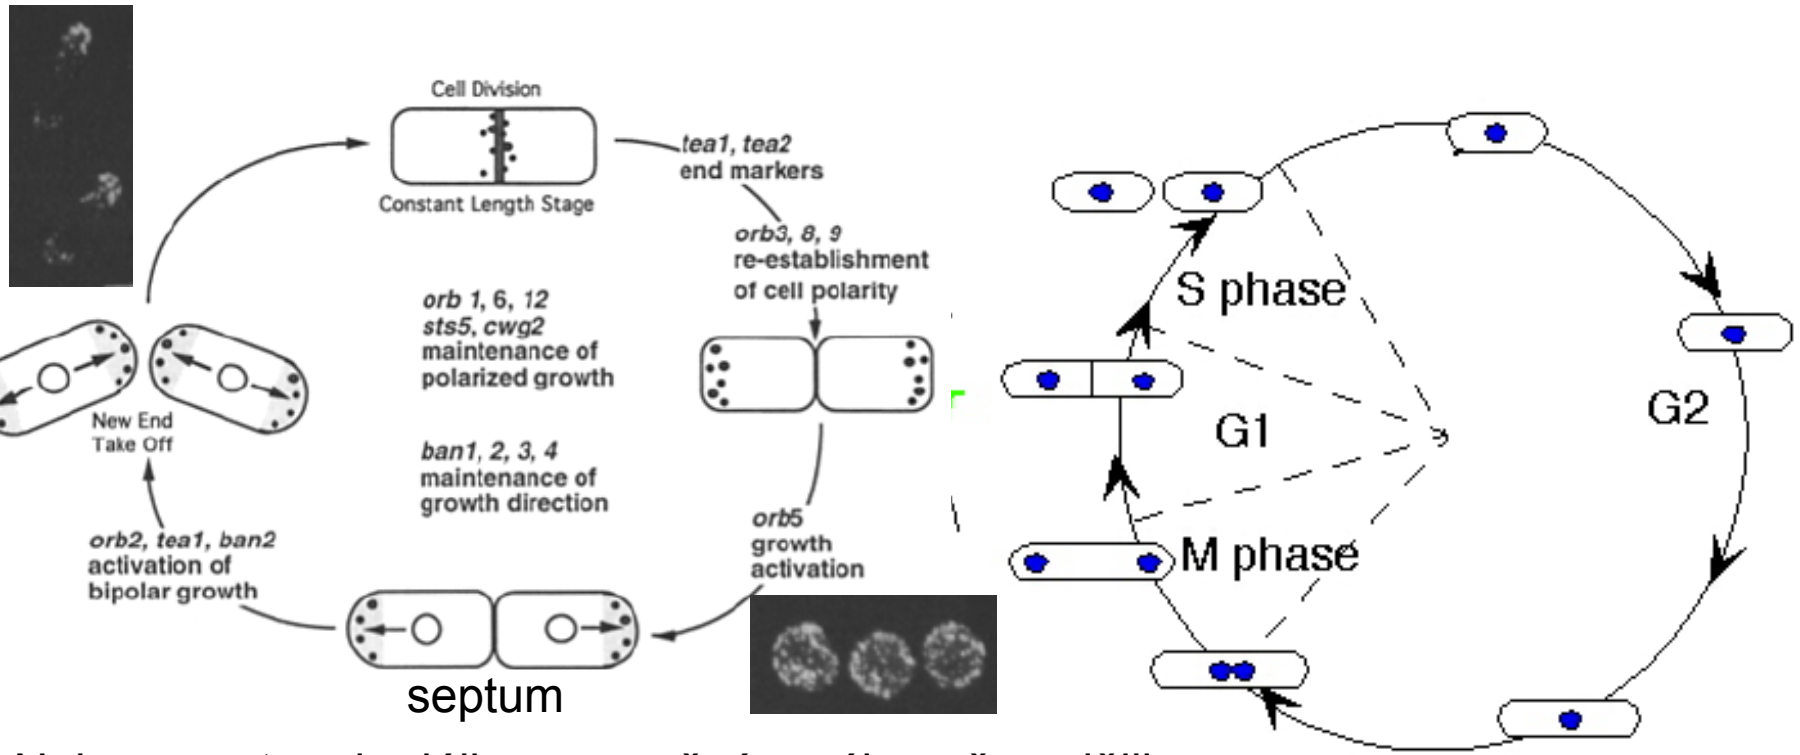 Cell Division
Constant Length Stage
tea1, tea2
end markers
orb3, 8, 9
re-establishment
of cell polarity
orb 1, 6, 12
sts5, cwg2
maintenance of
polarized growth
ban1, 2, 3, 4
maintenance of
growth direction
New End
Take Off
orb2, tea1, ban2
activation of
bipolar growth
orb5
growth
activation
septum
S phase
G1
M phase
G2